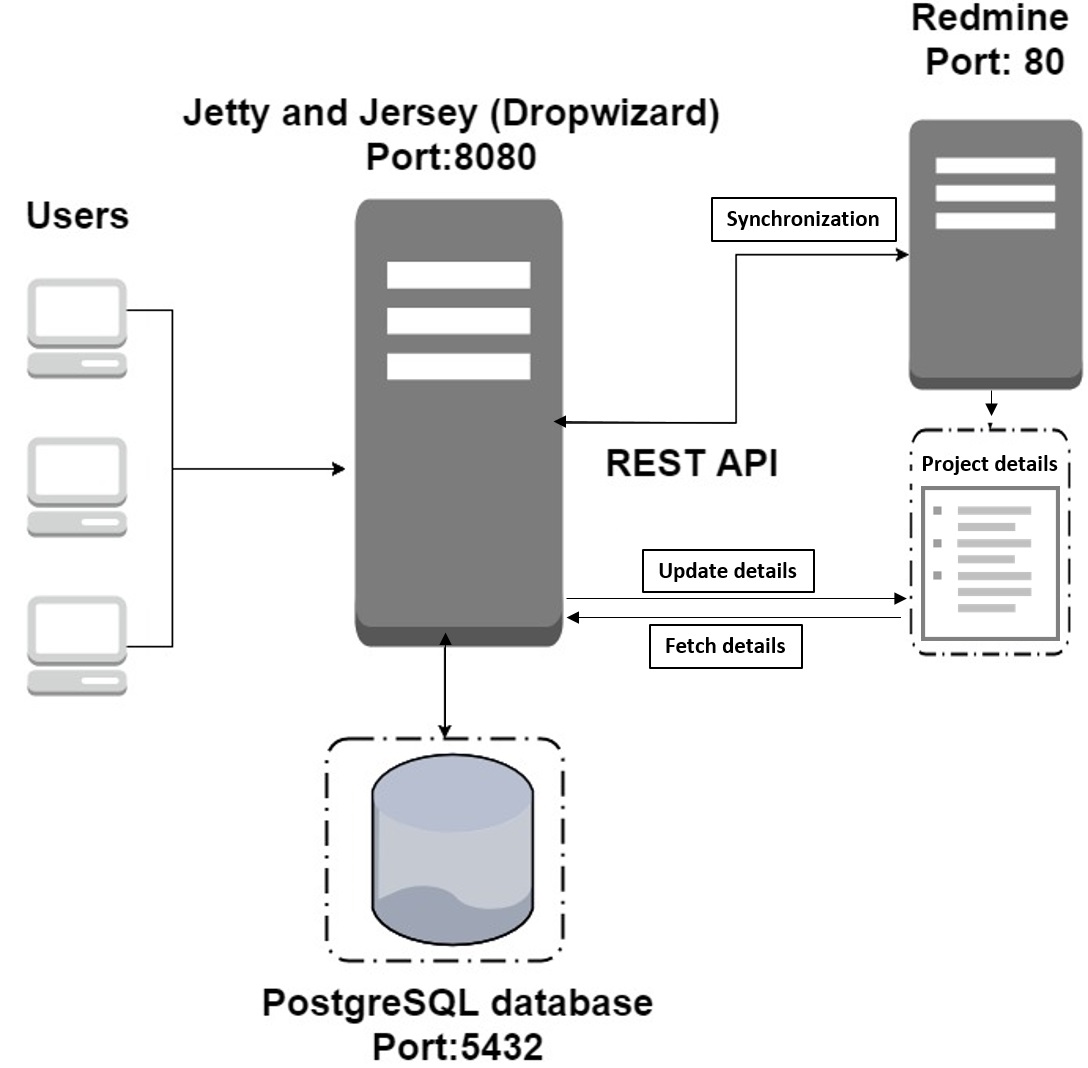 Redmine
Port: 80
Jetty and Jersey (Dropwizard)
Port:8080
Users
Synchronization
REST API
Project details
Update details
Fetch details
PostgreSQL database
Port:5432